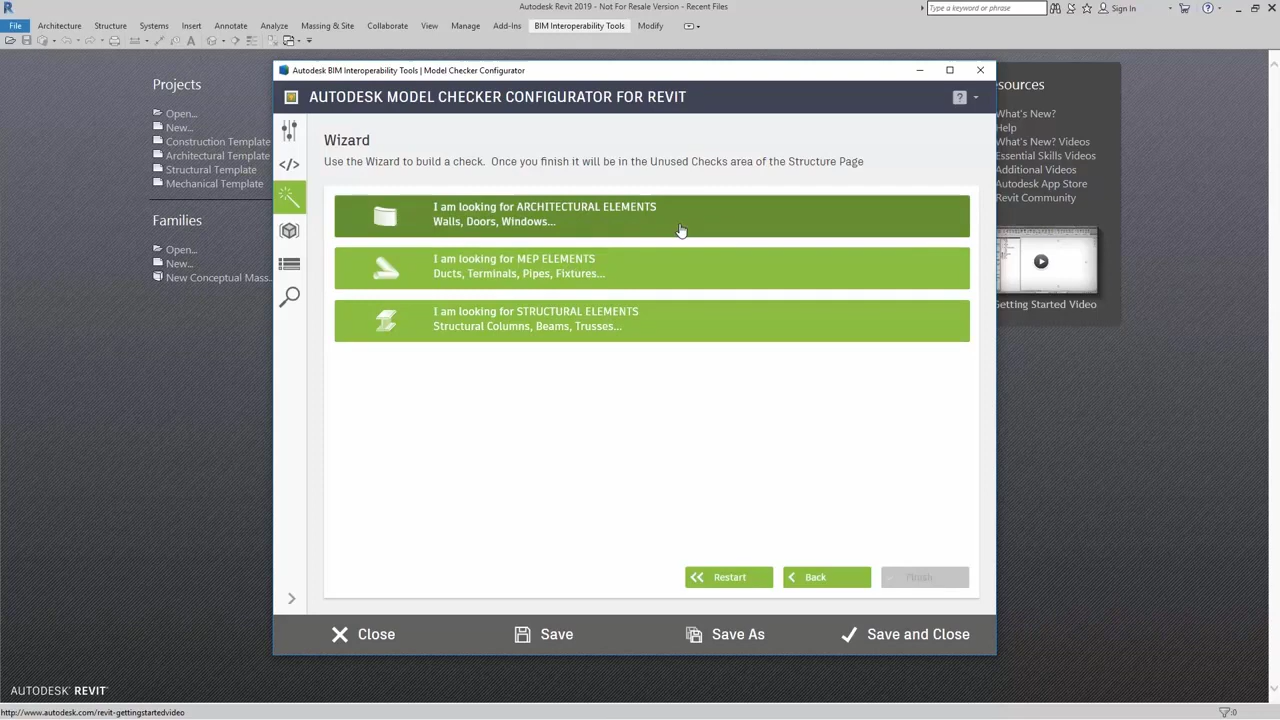 Autodesk Revit 2019 - Not For Resale Version - Recent Files
Type a keyword or phrase
Sign In
File Architecture Structure Systems Insert Annotate Analyze Massing & Site Collaborate View Manage Add-Ins BIM Interoperability Tools Modify
Projects
Open...
New...
Construction Template
Architectural Template
Structural Template
Mechanical Template
Families
Open...
New...
New Conceptual Mass...
Autodesk BIM Interoperability Tools | Model Checker Configurator
AUTODESK MODEL CHECKER CONFIGURATOR FOR REVIT
Wizard
Use the Wizard to build a check. Once you finish it will be in the Unused Checks area of the Structure Page
I am looking for ARCHITECTURAL ELEMENTS
Walls, Doors, Windows...
I am looking for MEP ELEMENTS
Ducts, Terminals, Pipes, Fixtures...
I am looking for STRUCTURAL ELEMENTS
Structural Columns, Beams, Trusses...
Restart
Back
Finish
Close
Save
Save As
Save and Close
sources
What's New?
Help
What's New? Videos
Essential Skills Videos
Additional Videos
Autodesk App Store
Revit Community
Getting Started Video
AUTODESK® REVIT®
http://www.autodesk.com/revit-gettingstartedvideo
:0